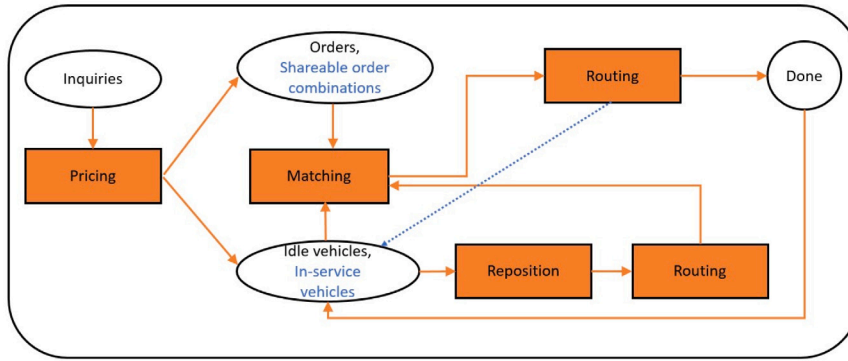 Inquiries
Pricing
Orders,
Shareable order
combinations
Matching
Idle vehicles,
In-service
vehicles
Routing
Done
Reposition
Routing